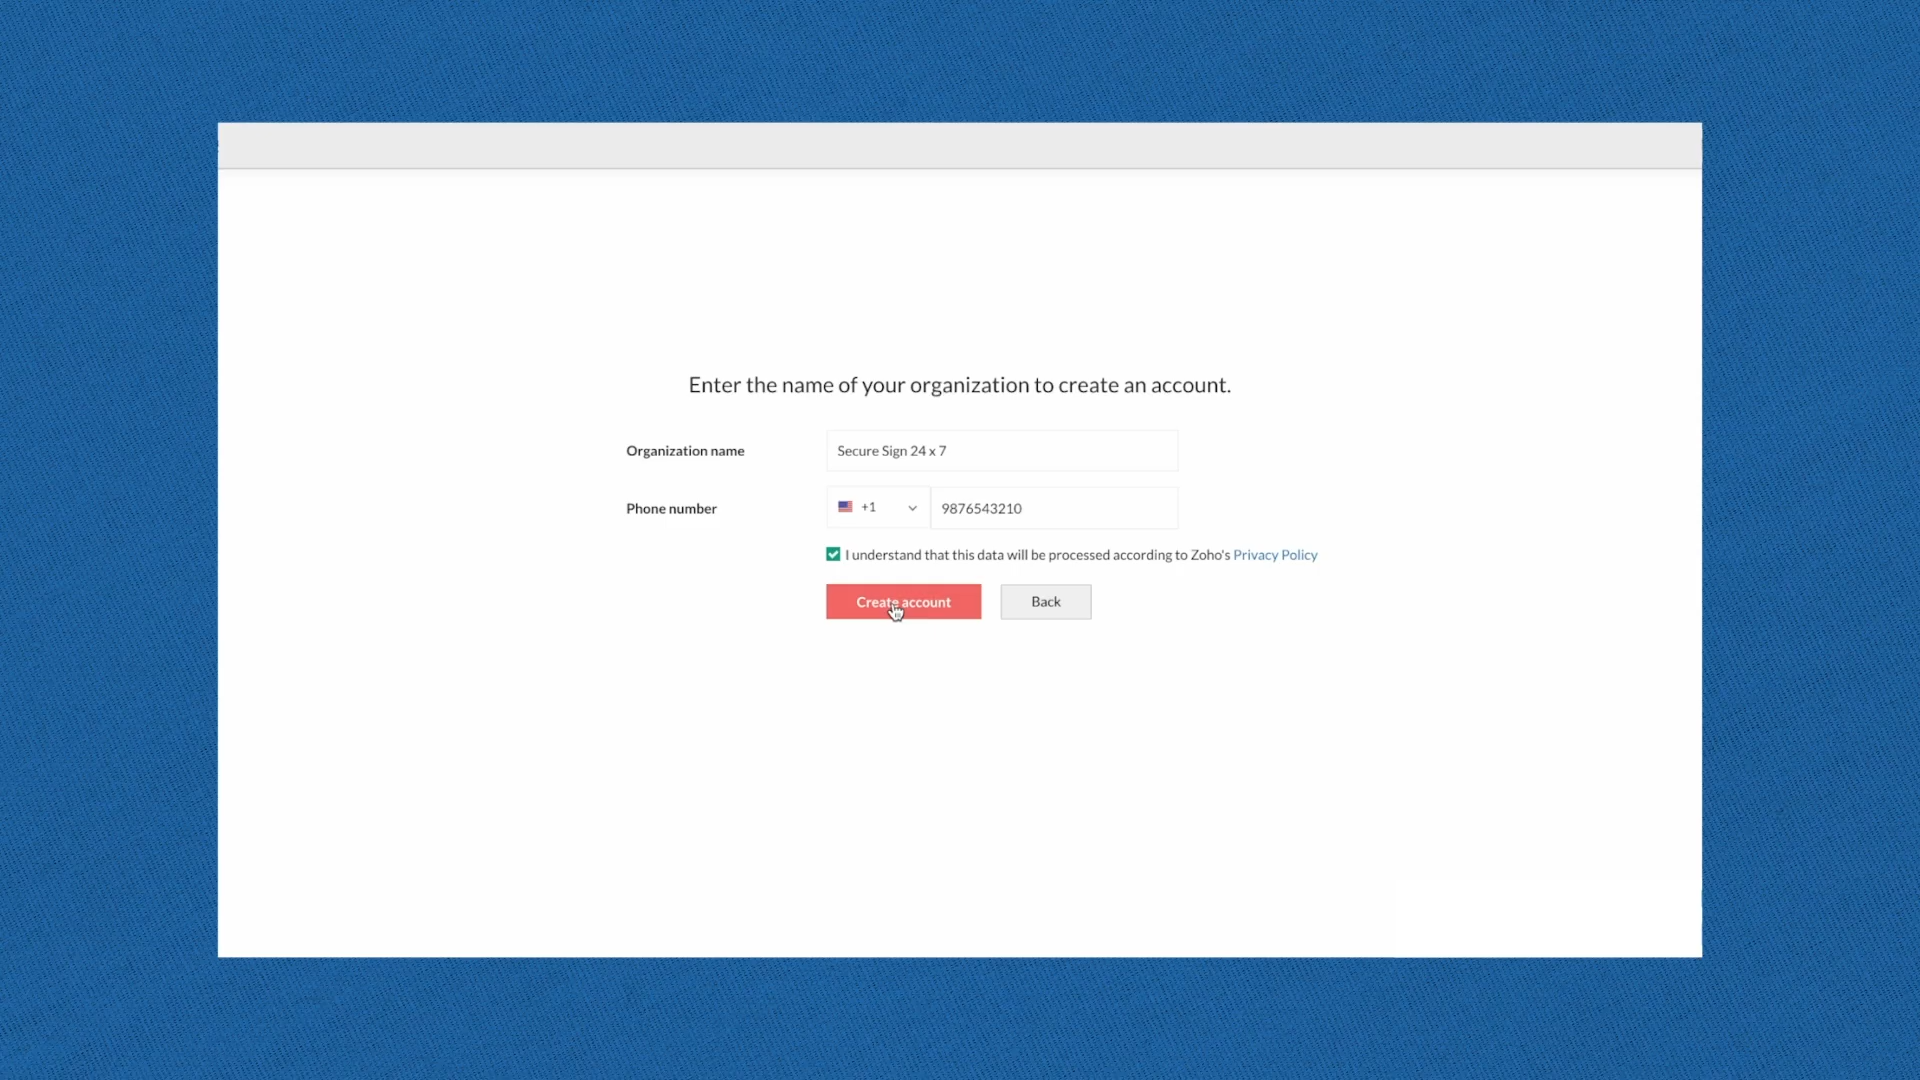 Enter the name of your organization to create an account.
Organization name
Secure Sign 24 x 7
Phone number
+1
9876543210
I understand that this data will be processed according to Zoho's Privacy Policy
Create account
Back